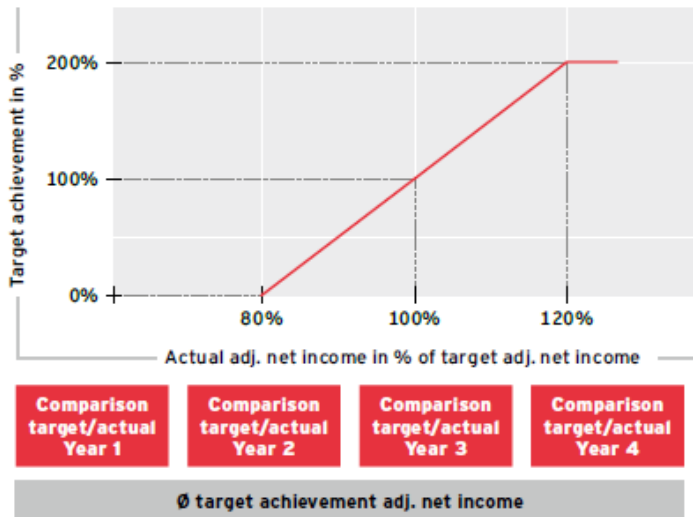 Target achievement in %
200%
100%
0%
80% 100% 120%
Actual adj. net income in % of target adj. net income
Comparison
target/actual
Year 1
Comparison
target/actual
Year 2
Comparison
target/actual
Year 3
Comparison
target/actual
Year 4
Ø target achievement adj. net income